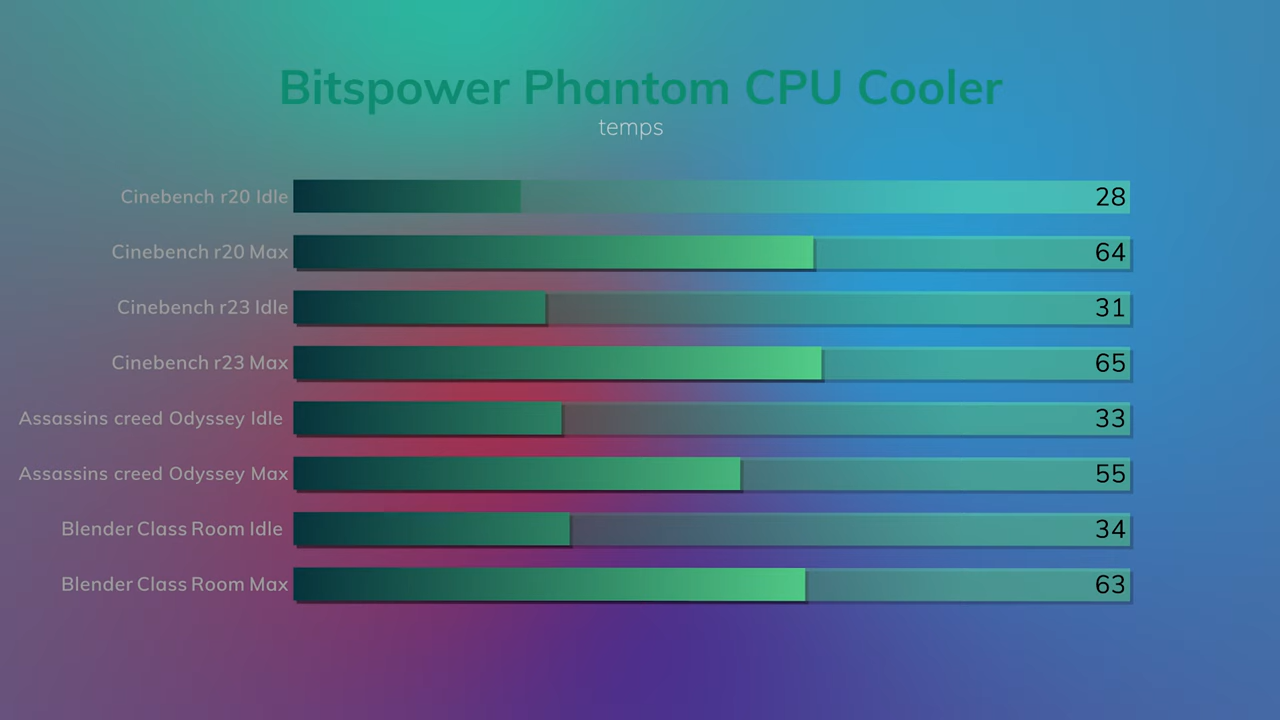 Bitspower Phantom CPU Cooler
temps
Cinebench r20 Idle 28
Cinebench r20 Max 64
Cinebench r23 Idle 31
Cinebench r23 Max 65
Assassins creed Odyssey Idle 33
Assassins creed Odyssey Max 55
Blender Class Room Idle 34
Blender Class Room Max 63